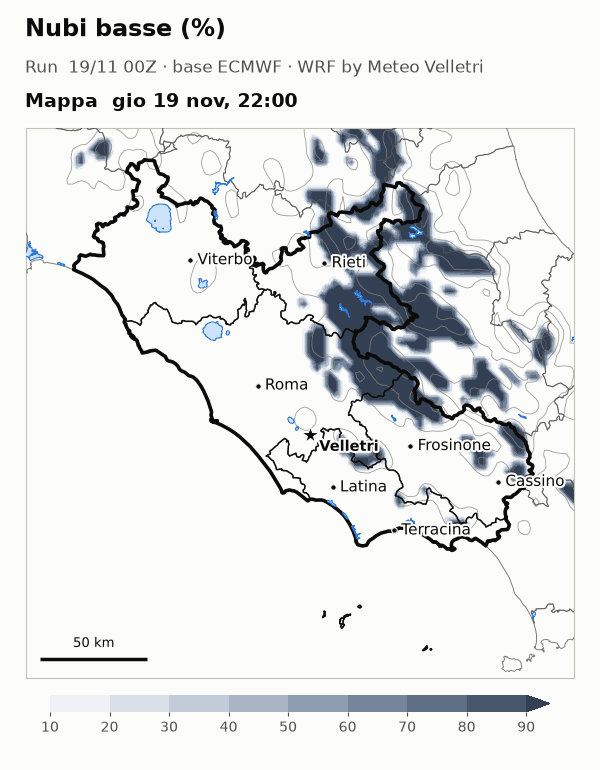 Nubi basse (%)
Run  19/11 00Z · base ECMWF · WRF by Meteo Velletri
Mappa  gio 19 nov, 22:00
Viterbo
Rieti
Roma
Velletri
Frosinone
Latina
Cassino
Terracina
50 km
10 20 30 40 50 60 70 80 90